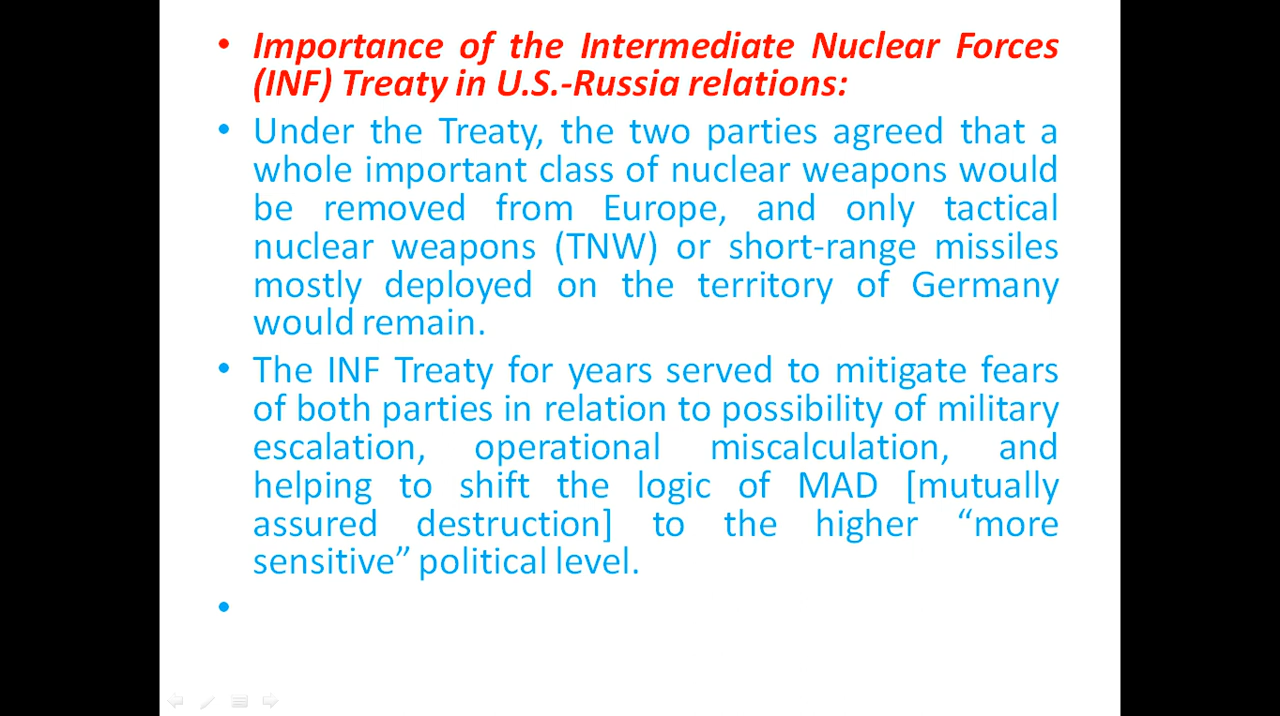 • Importance of the Intermediate Nuclear Forces
(INF) Treaty in U.S.-Russia relations:
• Under the Treaty, the two parties agreed that a
whole important class of nuclear weapons would
be removed from Europe, and only tactical
nuclear weapons (TNW) or short-range missiles
mostly deployed on the territory of Germany
would remain.
• The INF Treaty for years served to mitigate fears
of both parties in relation to possibility of military
escalation, operational miscalculation, and
helping to shift the logic of MAD [mutually
assured destruction] to the higher “more
sensitive” political level.
•